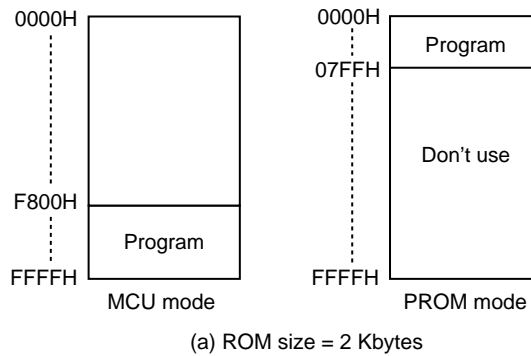 0000H
F800H
Program
FFFFH
MCU mode
0000H
Program
07FFH
Don't use
FFFFH
PROM mode
(a) ROM size = 2 Kbytes